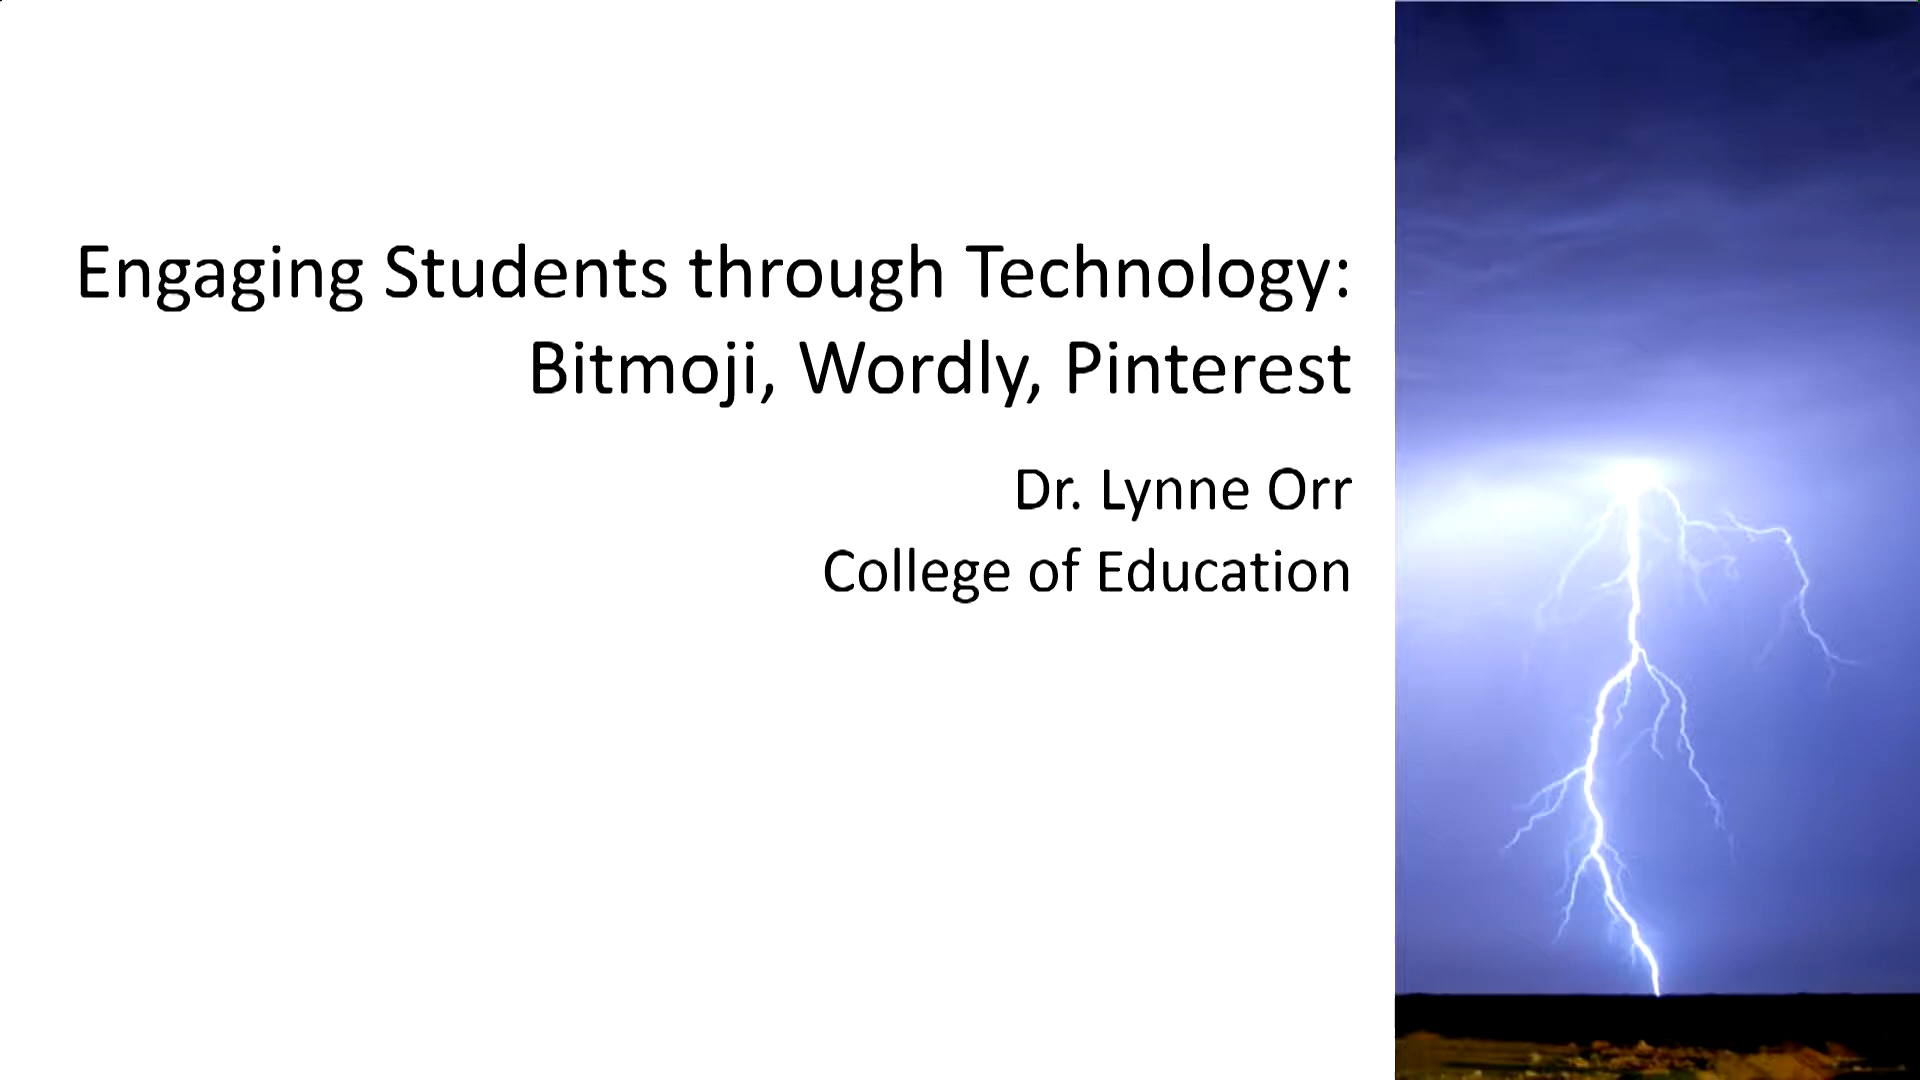 Engaging Students through Technology:
Bitmoji, Wordly, Pinterest
Dr. Lynne Orr
College of Education